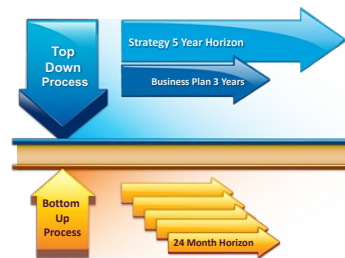 Top
Down
Process
Strategy 5 Year Horizon
Business Plan 3 Years
Bottom
Up
Process
24 Month Horizon